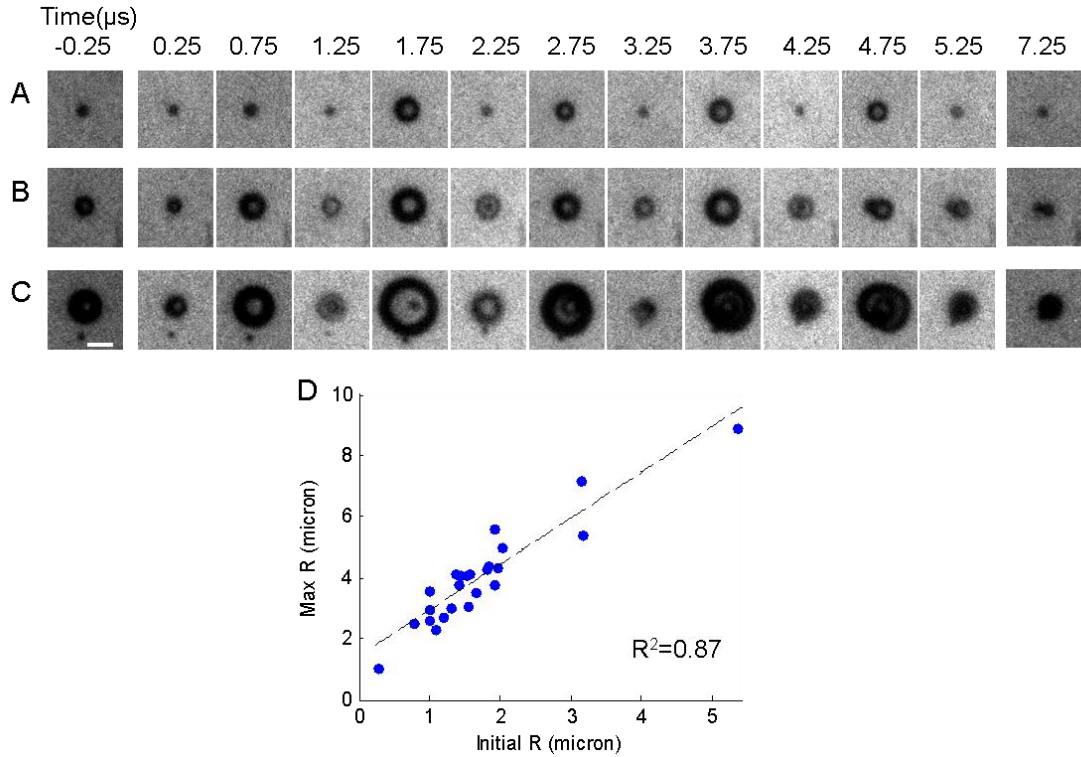 Time(µs)
-0.25 0.25 0.75 1.25 1.75 2.25 2.75 3.25 3.75 4.25 4.75 5.25 7.25
A
B
C
D
10
8
6
4
2
0
Max R (micron)
R²=0.87
0 1 2 3 4 5
Initial R (micron)